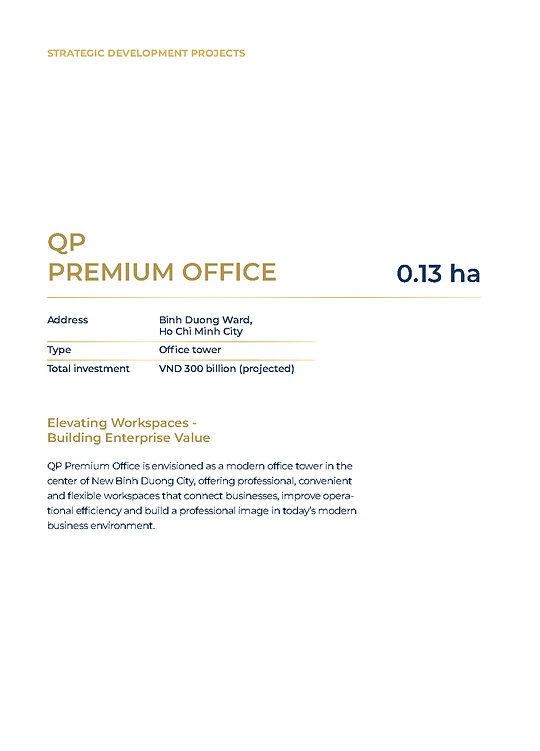 STRATEGIC DEVELOPMENT PROJECTS
QP
PREMIUM OFFICE
0.13 ha
Address
Binh Duong Ward,
Ho Chi Minh City
Type
Office tower
Total investment
VND 300 billion (projected)
Elevating Workspaces -
Building Enterprise Value
QP Premium Office is envisioned as a modern office tower in the
center of New Binh Duong City, offering professional, convenient
and flexible workspaces that connect businesses, improve opera-
tional efficiency and build a professional image in today's modern
business environment.